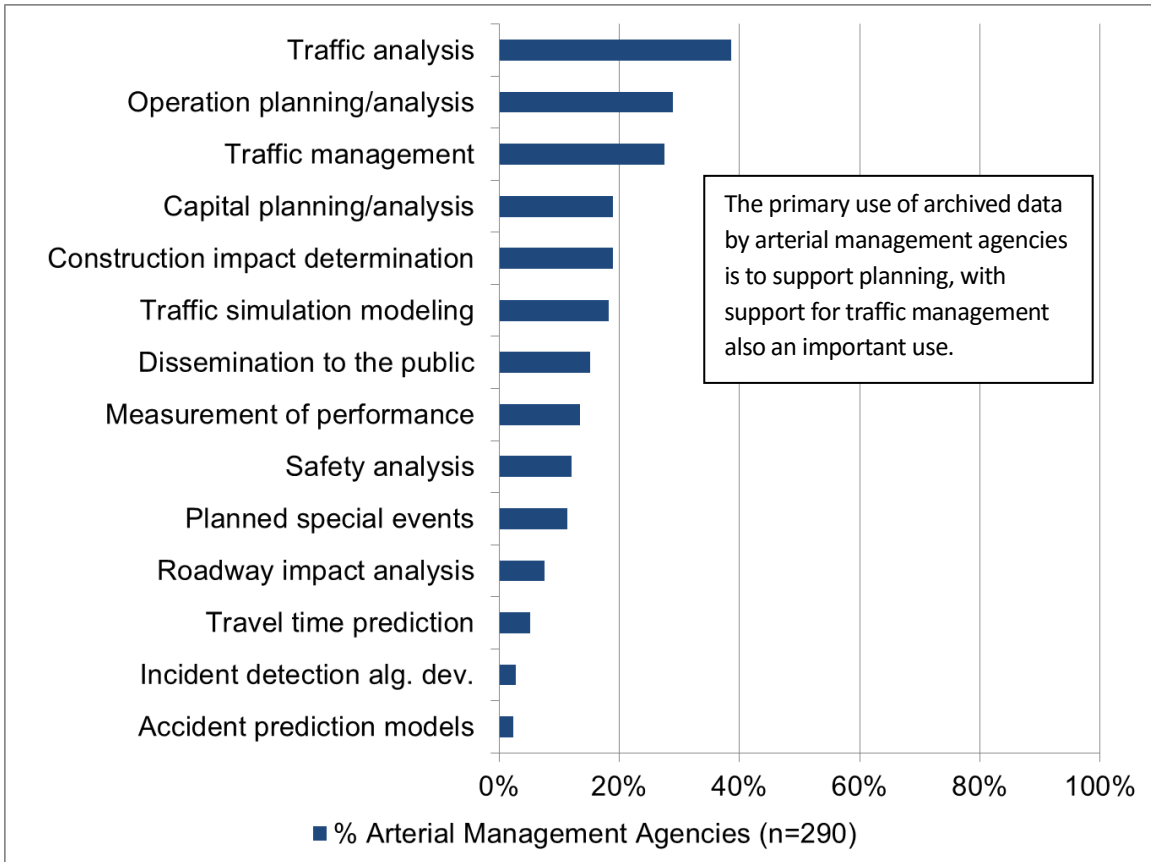 Traffic analysis
Operation planning/analysis
Traffic management
Capital planning/analysis
Construction impact determination
Traffic simulation modeling
Dissemination to the public
Measurement of performance
Safety analysis
Planned special events
Roadway impact analysis
Travel time prediction
Incident detection alg. dev.
Accident prediction models
The primary use of archived data
by arterial management agencies
is to support planning, with
support for traffic management
also an important use.
0% 20% 40% 60% 80% 100%
% Arterial Management Agencies (n=290)